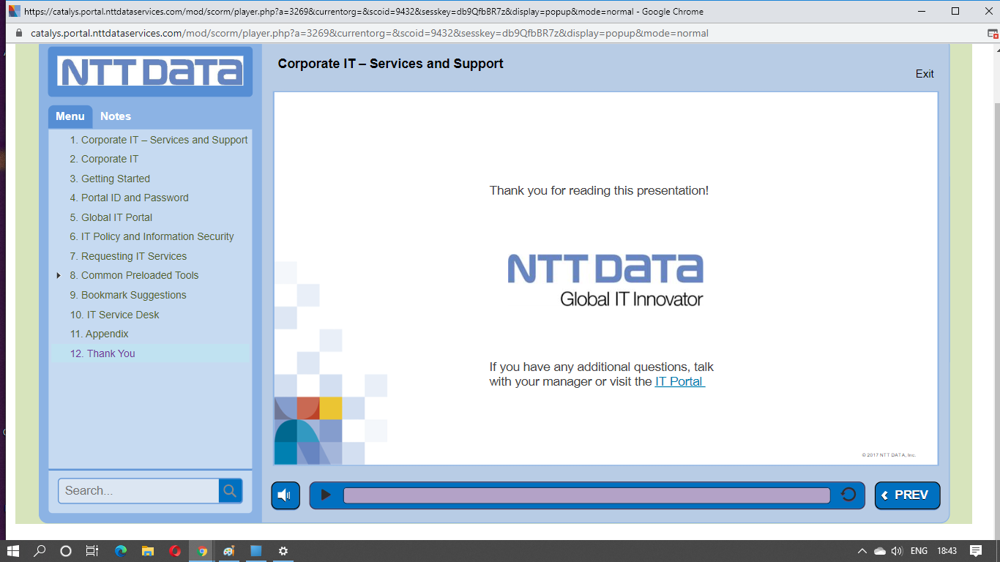 https://catalys.portal.nttdataservices.com/mod/scorm/player.php?a=3269&currentorg=&scoid=9432&sesskey=db9QfbBR7z&display=popup&mode=normal - Google Chrome
catalys.portal.nttdataservices.com/mod/scorm/player.php?a=3269&currentorg=&scoid=9432&sesskey=db9QfbBR7z&display=popup&mode=normal
NTT DATA
Corporate IT – Services and Support
Exit
Menu Notes
1. Corporate IT – Services and Support
2. Corporate IT
3. Getting Started
4. Portal ID and Password
5. Global IT Portal
6. IT Policy and Information Security
7. Requesting IT Services
8. Common Preloaded Tools
9. Bookmark Suggestions
10. IT Service Desk
11. Appendix
12. Thank You
Thank you for reading this presentation!
NTT DATA
Global IT Innovator
If you have any additional questions, talk
with your manager or visit the IT Portal
© 2017 NTT DATA, Inc.
Search...
PREV
ENG 18:43